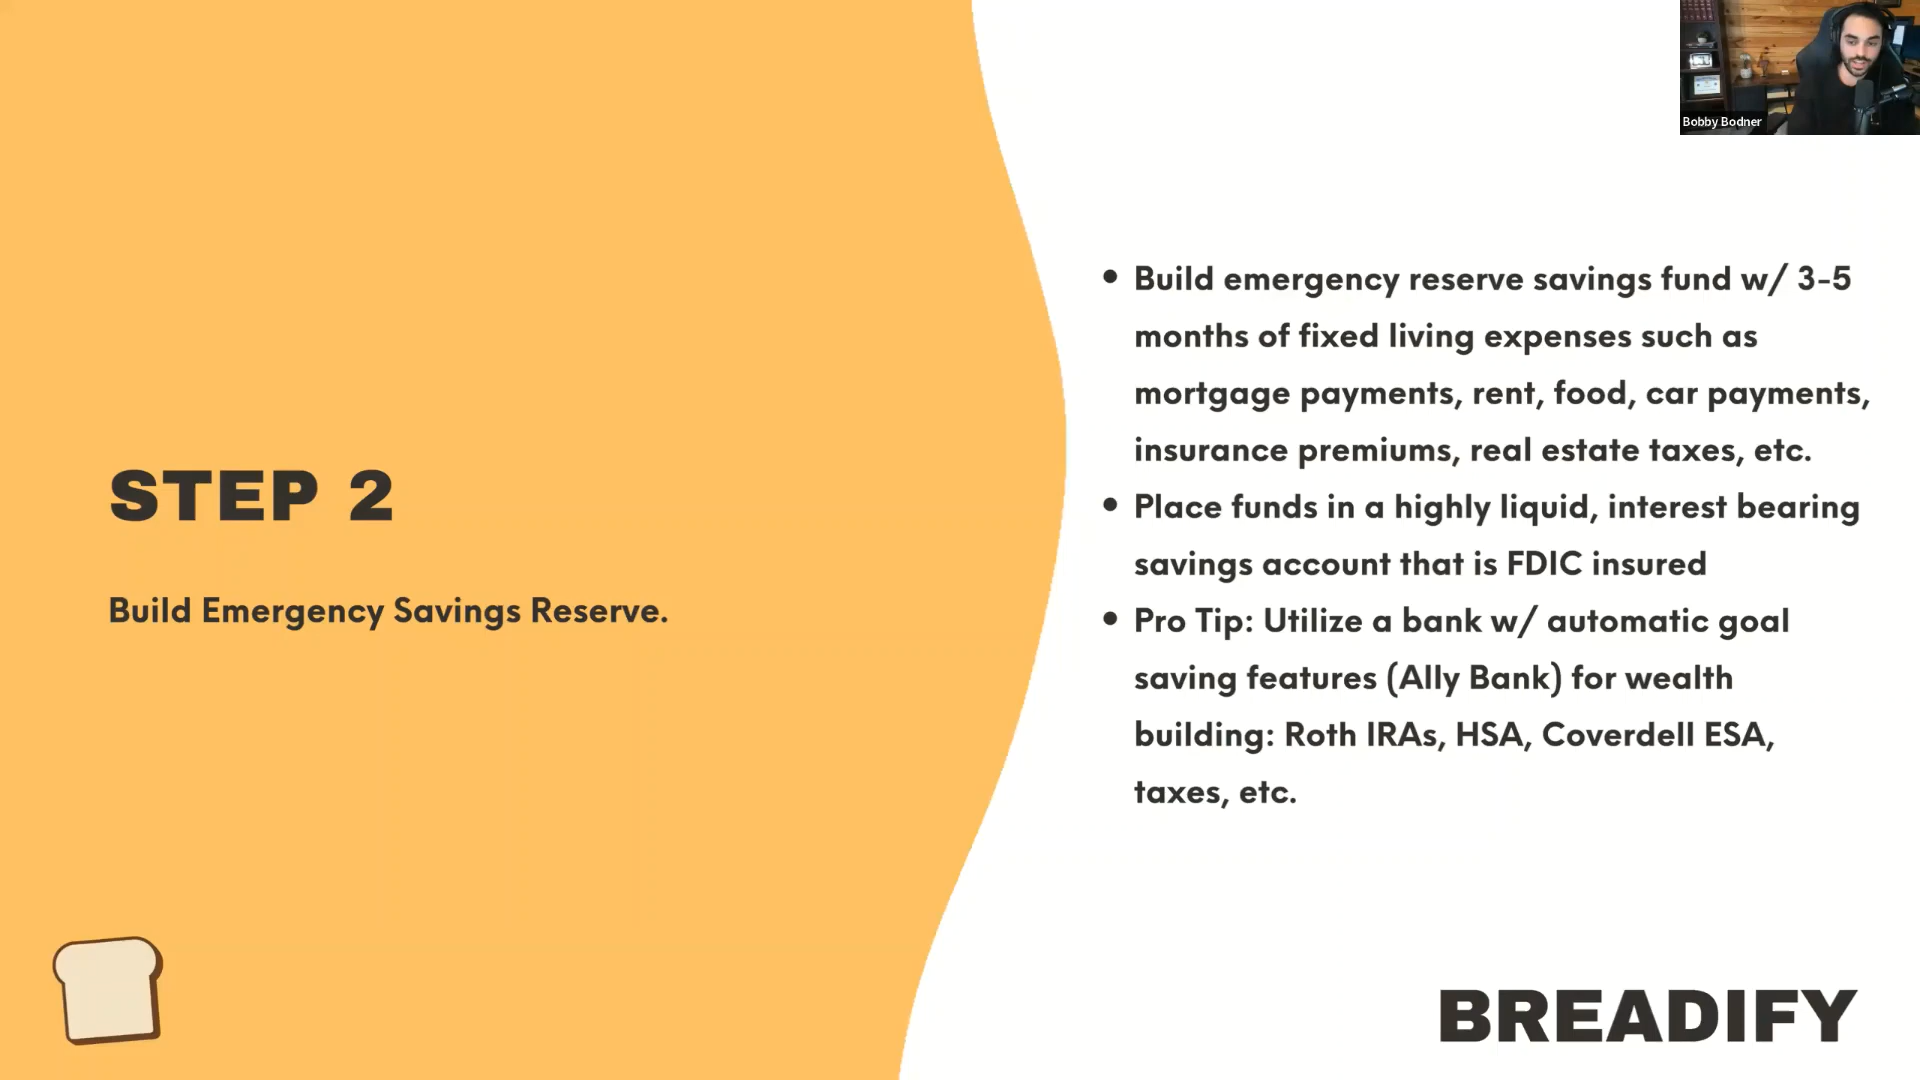 Bobby Bodner
STEP 2
Build Emergency Savings Reserve.
• Build emergency reserve savings fund w/ 3-5
months of fixed living expenses such as
mortgage payments, rent, food, car payments,
insurance premiums, real estate taxes, etc.
• Place funds in a highly liquid, interest bearing
savings account that is FDIC insured
• Pro Tip: Utilize a bank w/ automatic goal
saving features (Ally Bank) for wealth
building: Roth IRAs, HSA, Coverdell ESA,
taxes, etc.
BREADIFY